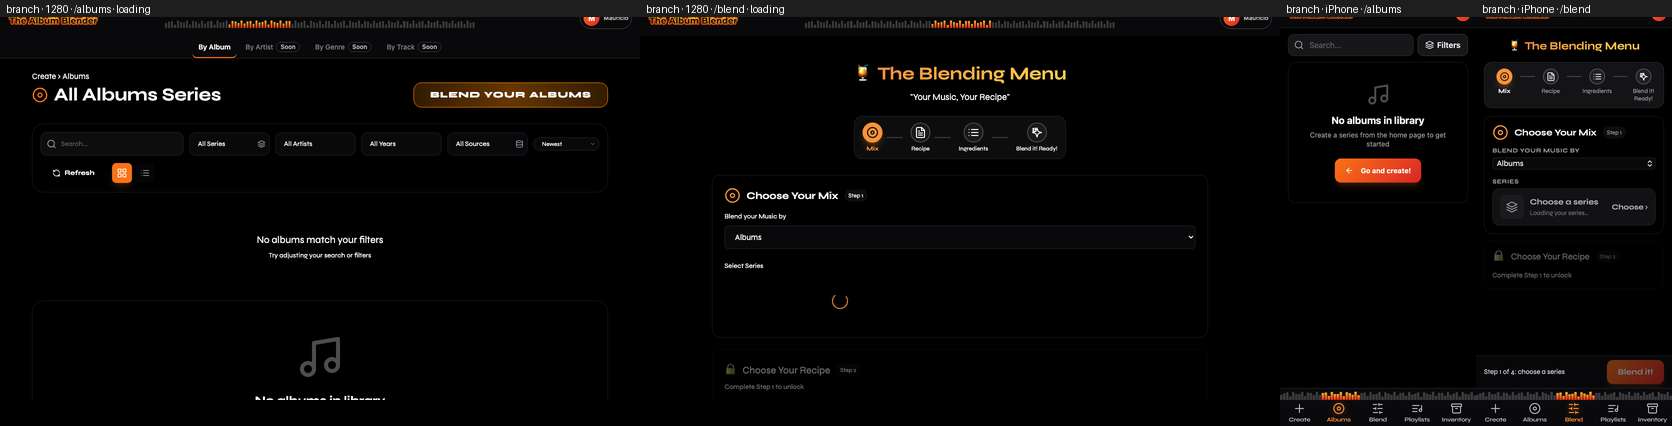 branch · 1280 · /albums · loading
The Album Blender
M
Mauricio
By Album
By Artist Soon
By Genre Soon
By Track Soon
Create › Albums
All Albums Series
BLEND YOUR ALBUMS
Search...
All Series
All Artists
All Years
All Sources
Newest
Refresh
No albums match your filters
Try adjusting your search or filters
No albums in library
branch · 1280 · /blend · loading
The Album Blender
M
Mauricio
The Blending Menu
"Your Music, Your Recipe"
Mix
Recipe
Ingredients
Blend it! Ready!
Choose Your Mix Step 1
Blend your Music by
Albums
Select Series
Choose Your Recipe Step 2
Complete Step 1 to unlock
branch · iPhone · /albums
Search...
Filters
No albums in library
Create a series from the home page to get
started
Go and create!
Create
Albums
Blend
Playlists
Inventory
branch · iPhone · /blend
The Blending Menu
Mix
Recipe
Ingredients
Blend it!
Ready!
Choose Your Mix Step 1
BLEND YOUR MUSIC BY
Albums
SERIES
Choose a series
Loading your series...
Choose ›
Choose Your Recipe Step 2
Complete Step 1 to unlock
Step 1 of 4: choose a series
Blend it!
Create
Albums
Blend
Playlists
Inventory